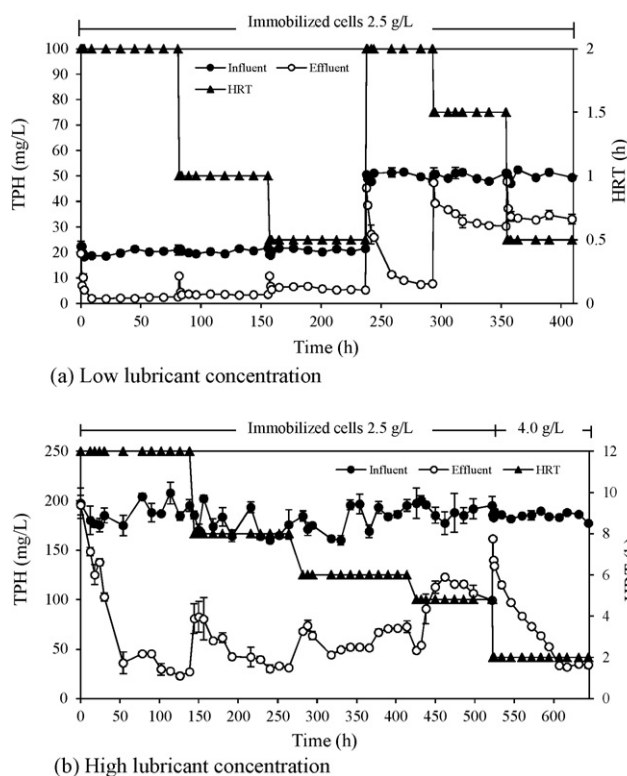 Immobilized cells 2.5 g/L
100
90
80
70
60
50
40
30
20
10
0
TPH (mg/L)
Influent
Effluent
HRT
2
1.5
1
0.5
0
HRT (h)
0 50 100 150 200 250 300 350 400
Time (h)
(a) Low lubricant concentration
Immobilized cells 2.5 g/L 4.0 g/L
250
200
150
100
50
0
TPH (mg/L)
Influent
Effluent
HRT
12
10
8
6
4
2
0
HRT (h)
0 50 100 150 200 250 300 350 400 450 500 550 600
Time (h)
(b) High lubricant concentration